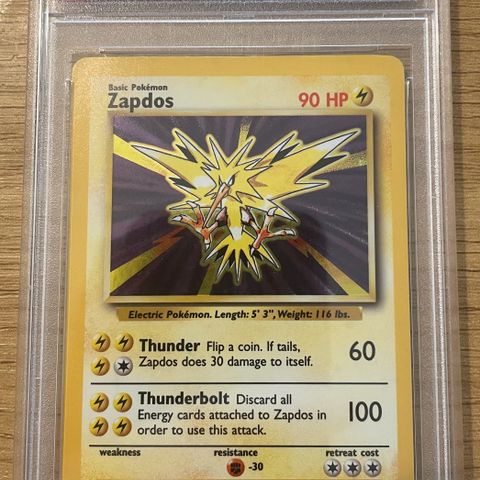 Basic Pokémon
Zapdos
90 HP
Electric Pokémon. Length: 5' 3", Weight: 116 lbs.
Thunder Flip a coin. If tails,
Zapdos does 30 damage to itself.
60
Thunderbolt Discard all
Energy cards attached to Zapdos in
order to use this attack.
100
weakness resistance retreat cost
-30